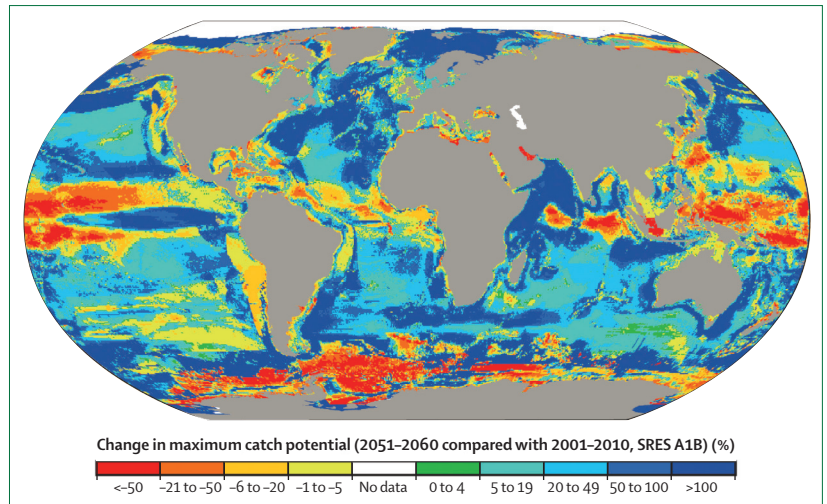 Change in maximum catch potential (2051–2060 compared with 2001–2010, SRES A1B) (%)
<–50 –21 to –50 –6 to –20 –1 to –5 No data 0 to 4 5 to 19 20 to 49 50 to 100 >100